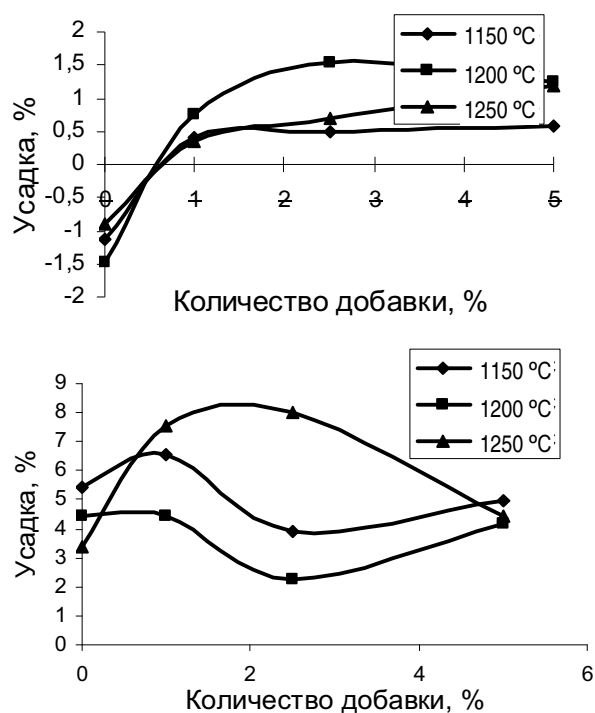 2
1,5
1
0,5
0
-0,5
-1
-1,5
-2
Усадка, %
0 1 2 3 4 5
Количество добавки, %
1150 ºC
1200 ºC
1250 ºC
9
8
7
6
5
4
3
2
1
0
Усадка, %
0 2 4 6
Количество добавки, %
1150 ºC
1200 ºC
1250 ºC